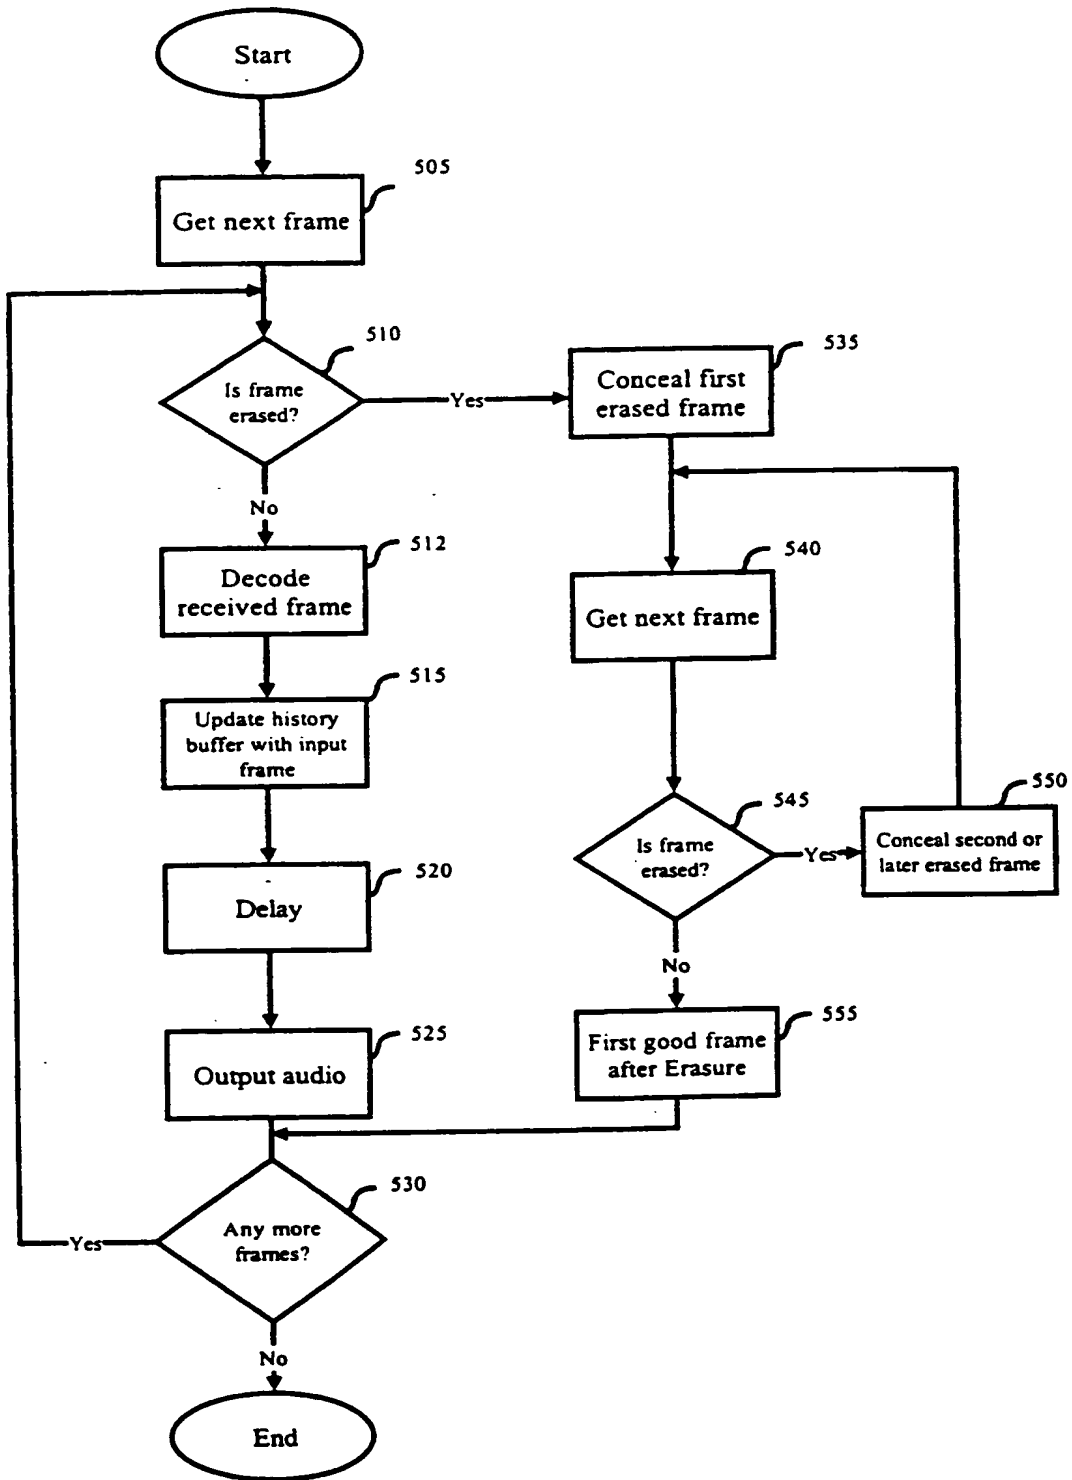 Start
505
Get next frame
510
Is frame
erased?
Yes
535
Conceal first
erased frame
No
512
Decode
received frame
540
Get next frame
515
Update history
buffer with input
frame
545
Is frame
erased?
Yes
550
Conceal second or
later erased frame
520
Delay
No
555
First good frame
after Erasure
525
Output audio
530
Any more
frames?
Yes
No
End